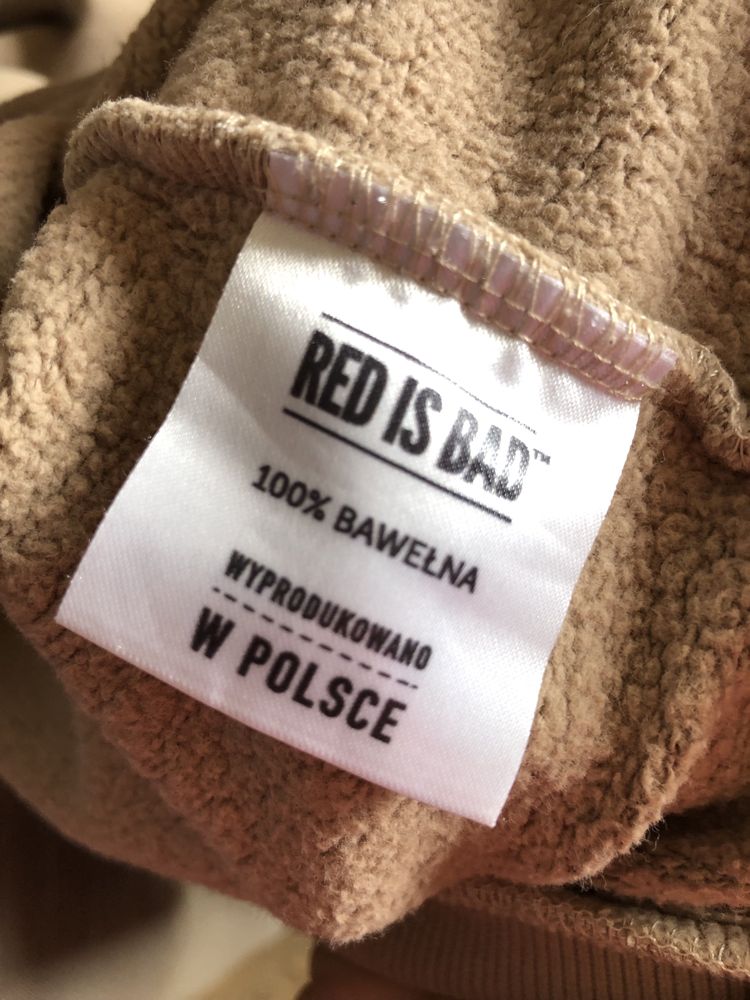 RED IS BAD™
100% BAWEŁNA
WYPRODUKOWANO
W POLSCE